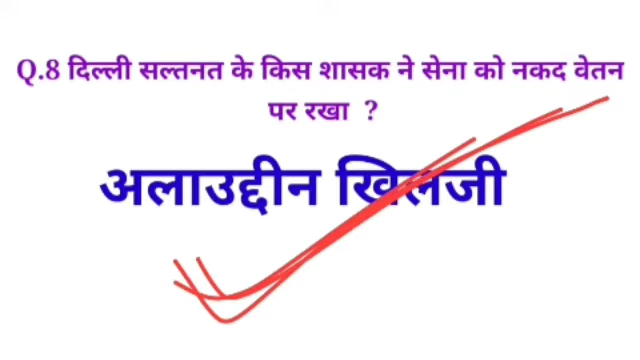 Q.8 दिल्ली सल्तनत के किस शासक ने सेना को नकद वेतन
पर रखा ?
अलाउद्दीन खिलजी